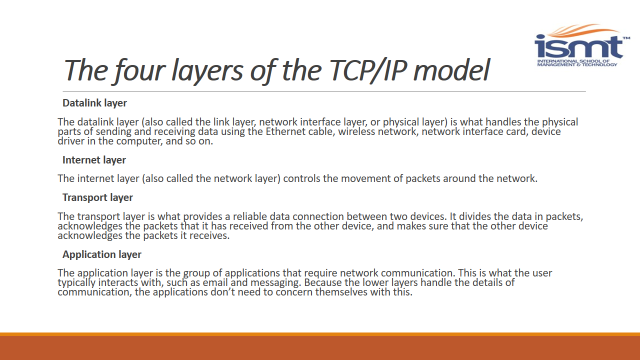 ismt™
INTERNATIONAL SCHOOL OF
MANAGEMENT & TECHNOLOGY
The four layers of the TCP/IP model
Datalink layer
The datalink layer (also called the link layer, network interface layer, or physical layer) is what handles the physical
parts of sending and receiving data using the Ethernet cable, wireless network, network interface card, device
driver in the computer, and so on.
Internet layer
The internet layer (also called the network layer) controls the movement of packets around the network.
Transport layer
The transport layer is what provides a reliable data connection between two devices. It divides the data in packets,
acknowledges the packets that it has received from the other device, and makes sure that the other device
acknowledges the packets it receives.
Application layer
The application layer is the group of applications that require network communication. This is what the user
typically interacts with, such as email and messaging. Because the lower layers handle the details of
communication, the applications don’t need to concern themselves with this.